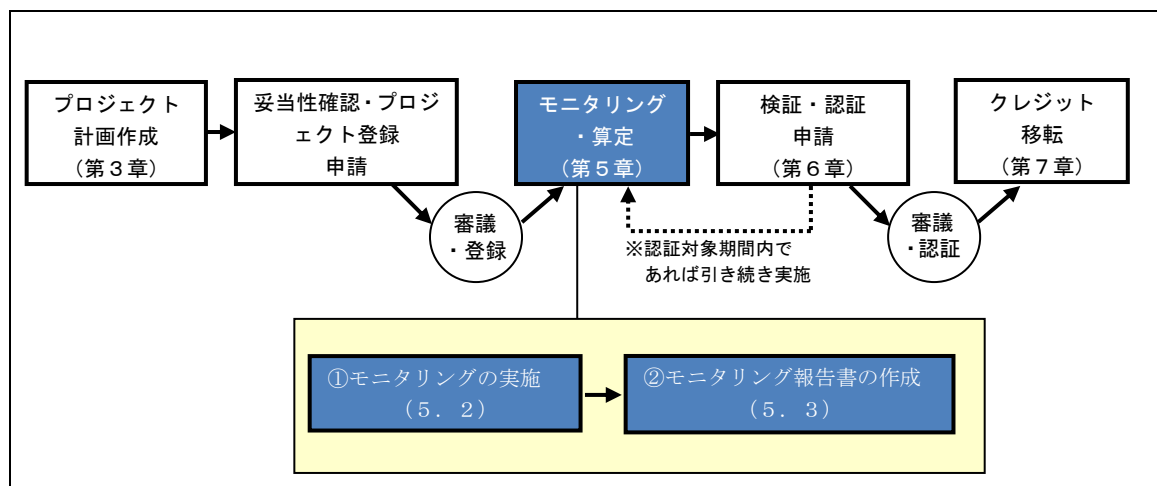 プロジェクト
計画作成
（第３章）
妥当性確認・プロジ
ェクト登録
申請
審議
・登録
モニタリング
・算定
（第５章）
検証・認証
申請
（第６章）
※認証対象期間内で
あれば引き続き実施
審議
・認証
クレジット
移転
（第７章）
①モニタリングの実施
（５．２）
②モニタリング報告書の作成
（５．３）